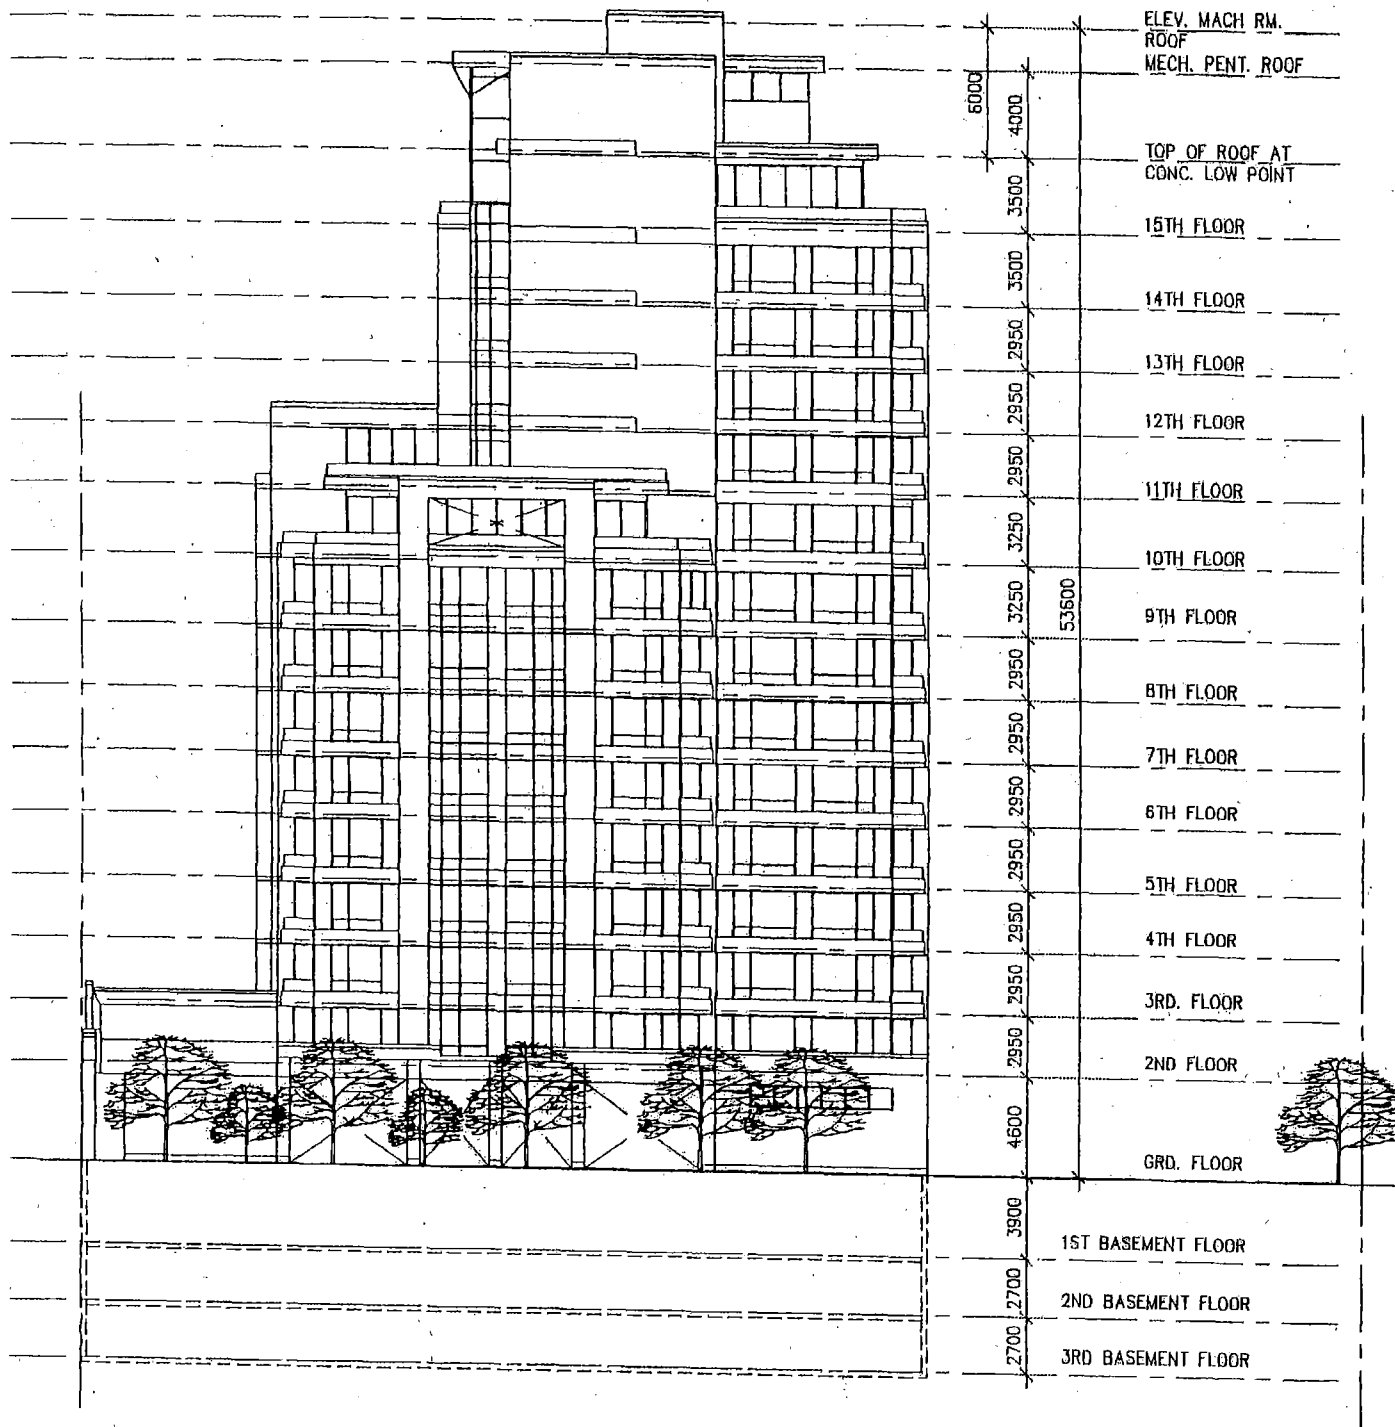 ELEV. MACH RM.
ROOF
MECH. PENT. ROOF
6000
4000
TOP OF ROOF AT
CONC. LOW POINT
3500
15TH FLOOR
3500
14TH FLOOR
2950
13TH FLOOR
2950
12TH FLOOR
2950
11TH FLOOR
3250
10TH FLOOR
3250
53600
9TH FLOOR
2950
8TH FLOOR
2950
7TH FLOOR
2950
6TH FLOOR
2950
5TH FLOOR
2950
4TH FLOOR
2950
3RD. FLOOR
2950
2ND FLOOR
4600
GRD. FLOOR
3900
1ST BASEMENT FLOOR
2700
2ND BASEMENT FLOOR
2700
3RD BASEMENT FLOOR